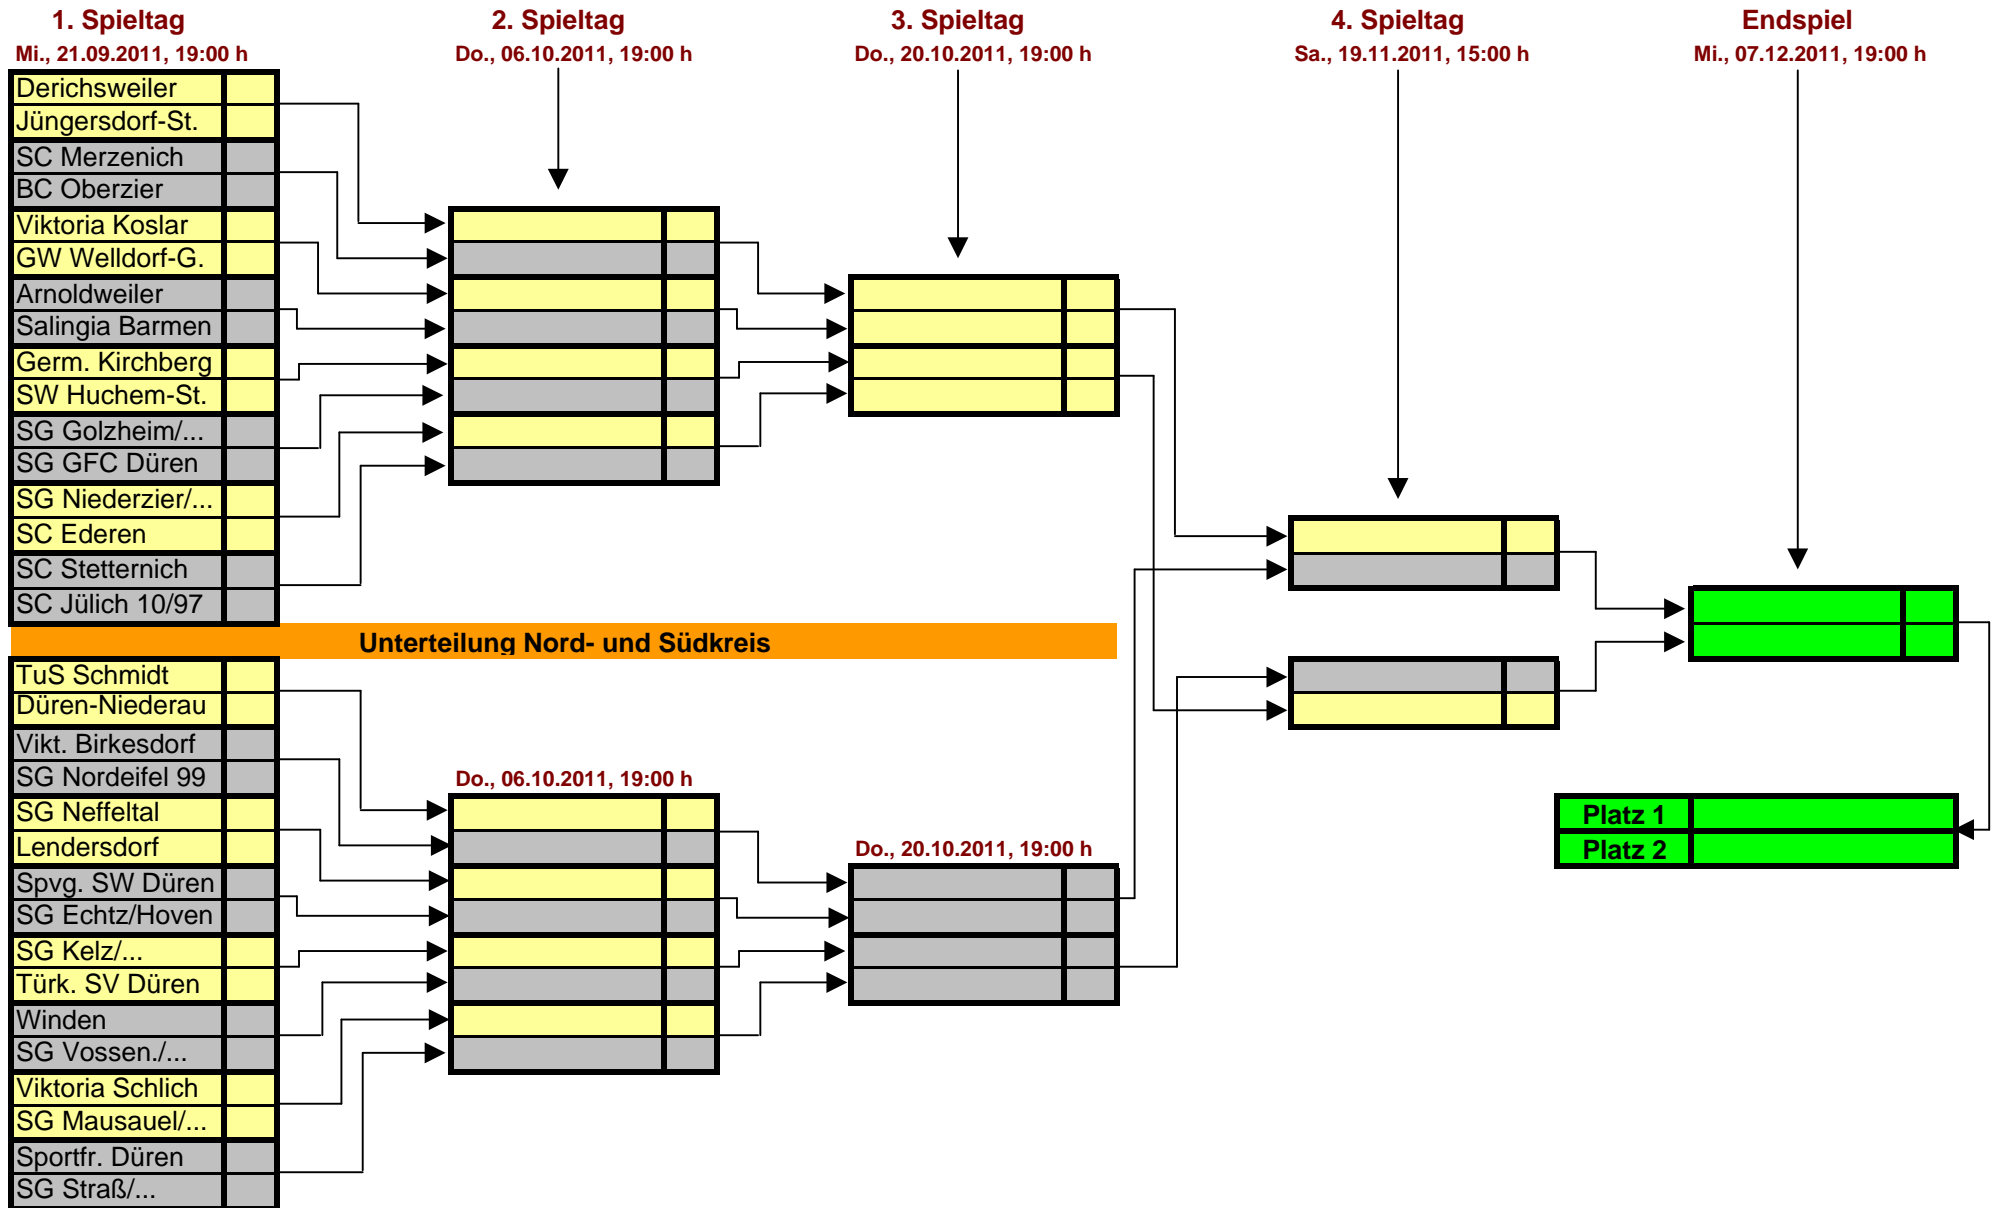 1. Spieltag
Mi., 21.09.2011, 19:00 h
2. Spieltag
Do., 06.10.2011, 19:00 h
3. Spieltag
Do., 20.10.2011, 19:00 h
4. Spieltag
Sa., 19.11.2011, 15:00 h
Endspiel
Mi., 07.12.2011, 19:00 h
Derichsweiler
Jüngersdorf-St.
SC Merzenich
BC Oberzier
Viktoria Koslar
GW Welldorf-G.
Arnoldweiler
Salingia Barmen
Germ. Kirchberg
SW Huchem-St.
SG Golzheim/...
SG GFC Düren
SG Niederzier/...
SC Ederen
SC Stetternich
SC Jülich 10/97
Unterteilung Nord- und Südkreis
TuS Schmidt
Düren-Niederau
Vikt. Birkesdorf
SG Nordeifel 99
SG Neffeltal
Lendersdorf
Spvg. SW Düren
SG Echtz/Hoven
SG Kelz/...
Türk. SV Düren
Winden
SG Vossen./...
Viktoria Schlich
SG Mausauel/...
Sportfr. Düren
SG Straß/...
Do., 06.10.2011, 19:00 h
Do., 20.10.2011, 19:00 h
Platz 1
Platz 2